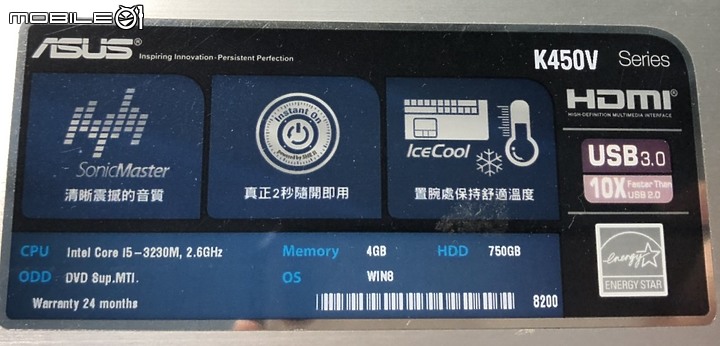 MOBILE01
ASUS® Inspiring Innovation · Persistent Perfection
K450V Series
SonicMaster
清晰震撼的音質
Instant On
真正2秒隨開即用
IceCool
置腕處保持舒適溫度
HDMI®
HIGH-DEFINITION MULTIMEDIA INTERFACE
USB3.0
10X Faster Than USB 2.0
energy
ENERGY STAR
CPU Intel Core i5-3230M, 2.6GHz Memory 4GB HDD 750GB
ODD DVD Sup.MTI. OS WIN8
Warranty 24 months 8200